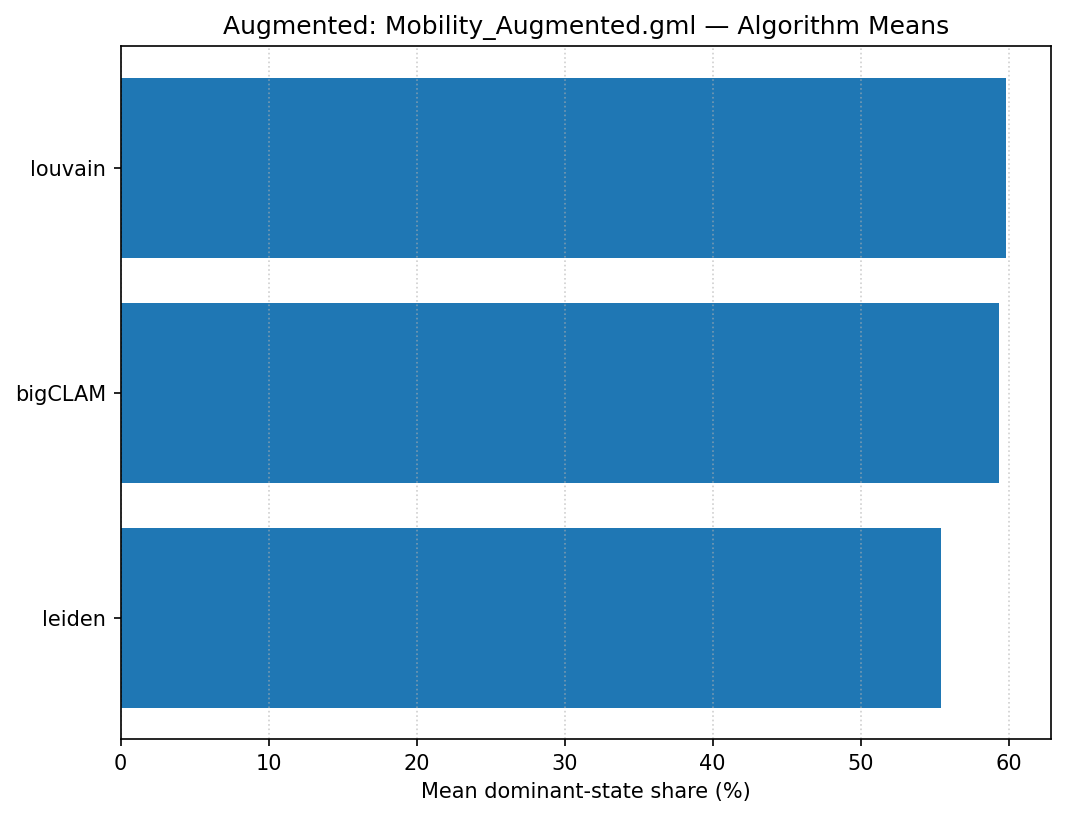 Augmented: Mobility_Augmented.gml — Algorithm Means
louvain
bigCLAM
leiden
0 10 20 30 40 50 60
Mean dominant-state share (%)